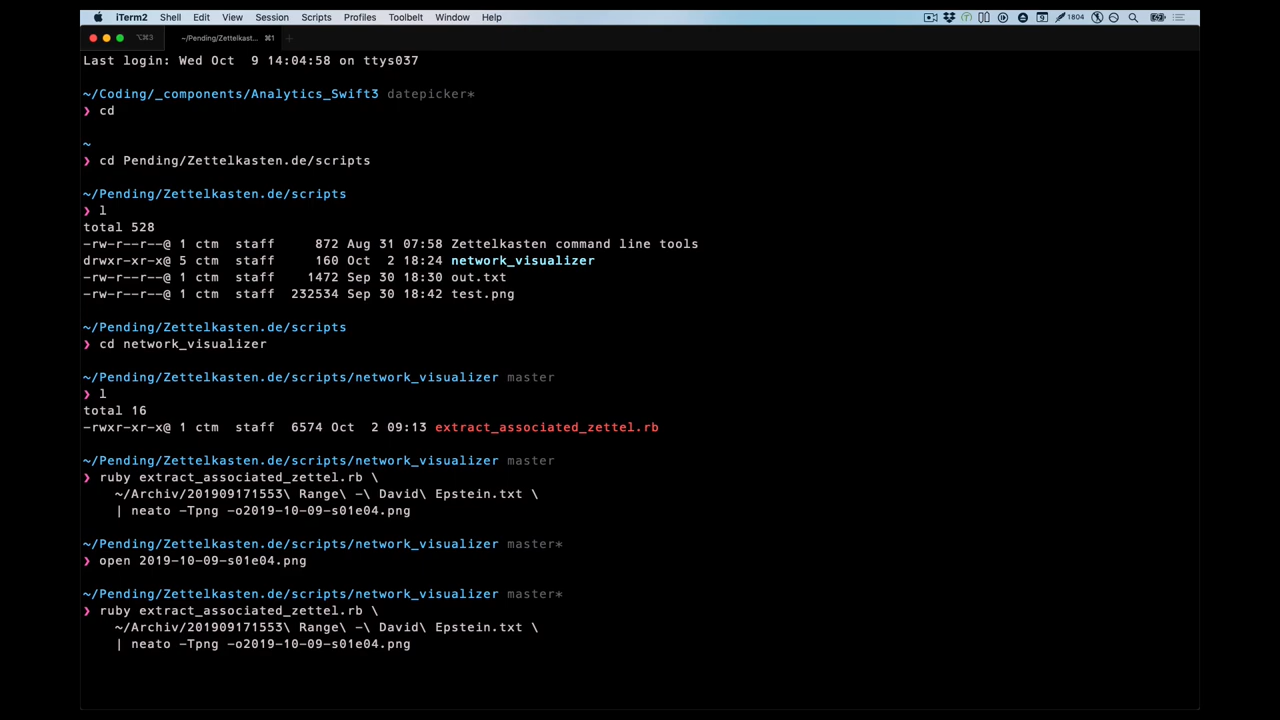 iTerm2 Shell Edit View Session Scripts Profiles Toolbelt Window Help 1804
⌥⌘3 ~/Pending/Zettelkast... ⌘1 +
Last login: Wed Oct  9 14:04:58 on ttys037
~/Coding/_components/Analytics_Swift3 datepicker*
❯ cd
~
❯ cd Pending/Zettelkasten.de/scripts
~/Pending/Zettelkasten.de/scripts
❯ l
total 528
-rw-r--r--@ 1 ctm  staff     872 Aug 31 07:58 Zettelkasten command line tools
drwxr-xr-x@ 5 ctm  staff     160 Oct  2 18:24 network_visualizer
-rw-r--r--@ 1 ctm  staff    1472 Sep 30 18:30 out.txt
-rw-r--r--@ 1 ctm  staff  232534 Sep 30 18:42 test.png
~/Pending/Zettelkasten.de/scripts
❯ cd network_visualizer
~/Pending/Zettelkasten.de/scripts/network_visualizer master
❯ l
total 16
-rwxr-xr-x@ 1 ctm  staff  6574 Oct  2 09:13 extract_associated_zettel.rb
~/Pending/Zettelkasten.de/scripts/network_visualizer master
❯ ruby extract_associated_zettel.rb \
~/Archiv/201909171553\ Range\ -\ David\ Epstein.txt \
| neato -Tpng -o2019-10-09-s01e04.png
~/Pending/Zettelkasten.de/scripts/network_visualizer master*
❯ open 2019-10-09-s01e04.png
~/Pending/Zettelkasten.de/scripts/network_visualizer master*
❯ ruby extract_associated_zettel.rb \
~/Archiv/201909171553\ Range\ -\ David\ Epstein.txt \
| neato -Tpng -o2019-10-09-s01e04.png